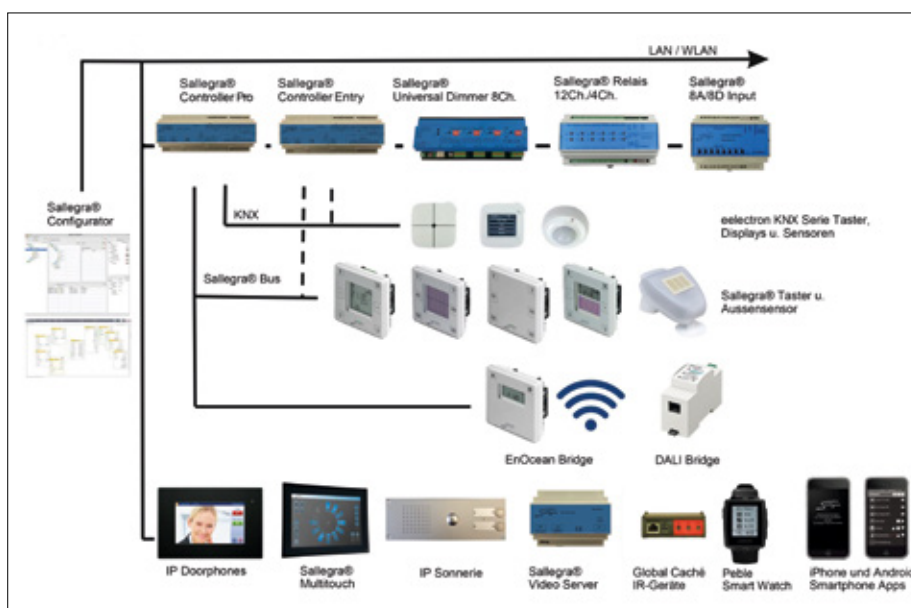 LAN / WLAN
Sallegra®
Controller Pro
Sallegra®
Controller Entry
Sallegra®
Universal Dimmer 8Ch.
Sallegra® Relais
12Ch./4Ch.
Sallegra®
8A/8D Input
Sallegra®
Configurator
KNX
eelectron KNX Serie Taster,
Displays u. Sensoren
Sallegra® Bus
Sallegra® Taster u.
Aussensensor
EnOcean Bridge
DALI Bridge
IP Doorphones
Sallegra®
Multitouch
IP Sonnerie
Sallegra®
Video Server
Global Caché
IR-Geräte
Peble
Smart Watch
iPhone und Android
Smartphone Apps